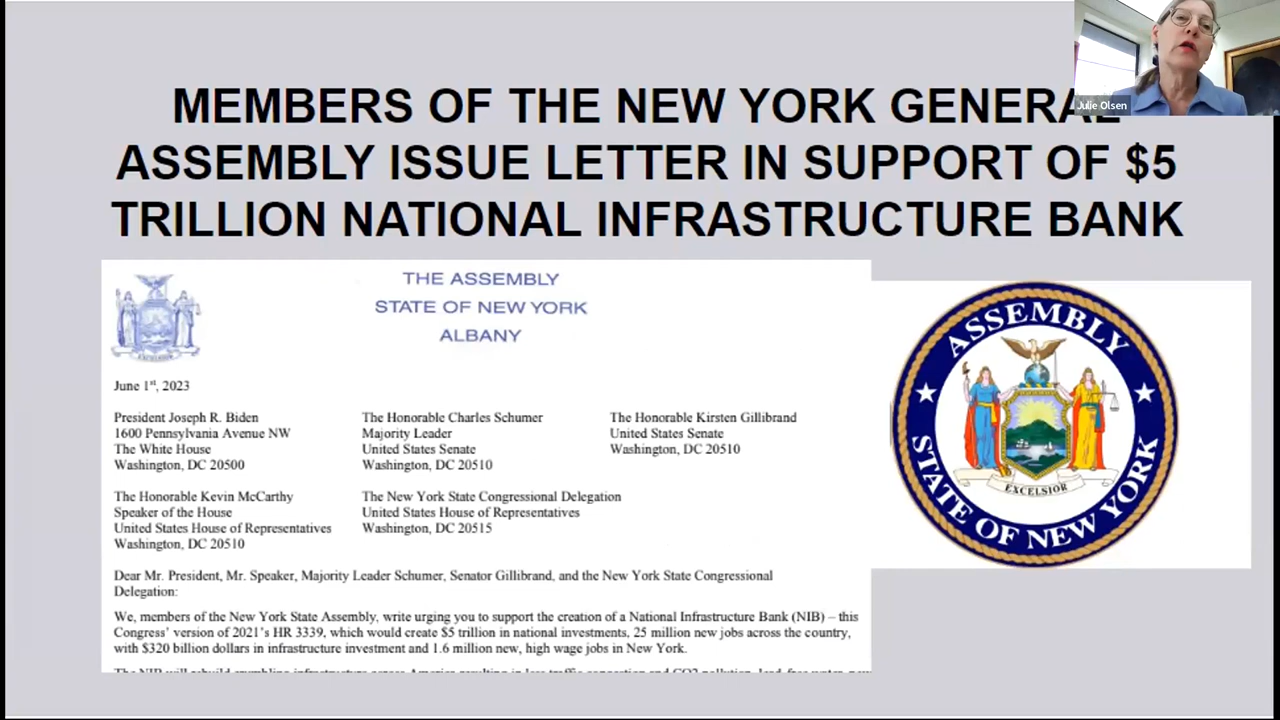 Julie Olsen
MEMBERS OF THE NEW YORK GENERAL
ASSEMBLY ISSUE LETTER IN SUPPORT OF $5
TRILLION NATIONAL INFRASTRUCTURE BANK
THE ASSEMBLY
STATE OF NEW YORK
ALBANY
EXCELSIOR
June 1st, 2023
President Joseph R. Biden
1600 Pennsylvania Avenue NW
The White House
Washington, DC 20500
The Honorable Charles Schumer
Majority Leader
United States Senate
Washington, DC 20510
The Honorable Kirsten Gillibrand
United States Senate
Washington, DC 20510
The Honorable Kevin McCarthy
Speaker of the House
United States House of Representatives
Washington, DC 20510
The New York State Congressional Delegation
United States House of Representatives
Washington, DC 20515
Dear Mr. President, Mr. Speaker, Majority Leader Schumer, Senator Gillibrand, and the New York State Congressional
Delegation:
We, members of the New York State Assembly, write urging you to support the creation of a National Infrastructure Bank (NIB) – this
Congress' version of 2021's HR 3339, which would create $5 trillion in national investments, 25 million new jobs across the country,
with $320 billion dollars in infrastructure investment and 1.6 million new, high wage jobs in New York.
ASSEMBLY
STATE OF NEW YORK
EXCELSIOR